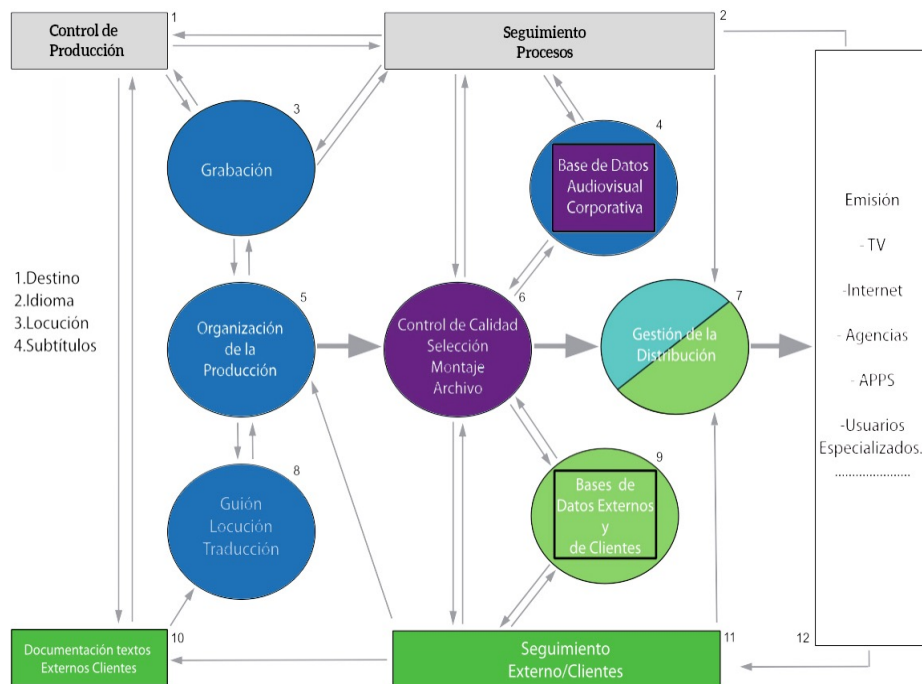 1
Control de
Producción
2
Seguimiento
Procesos
3
Grabación
4
Base de Datos
Audiovisual
Corporativa
1.Destino
2.Idioma
3.Locución
4.Subtítulos
5
Organización
de la
Producción
6
Control de Calidad
Selección
Montaje
Archivo
7
Gestión de la
Distribución
Emisión
- TV
-Internet
- Agencias
- APPS
-Usuarios
Especializados.
......................
8
Guión
Locución
Traducción
9
Bases de
Datos Externos
y
de Clientes
10
Documentación textos
Externos Clientes
11
Seguimiento
Externo/Clientes
12